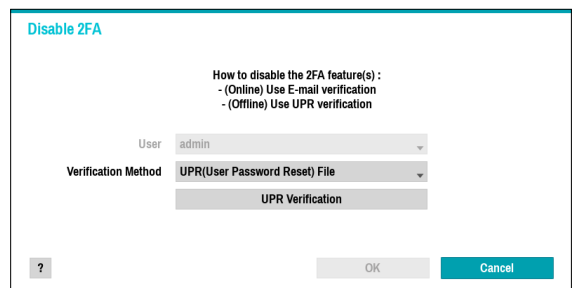 Disable 2FA
How to disable the 2FA feature(s) :
- (Online) Use E-mail verification
- (Offline) Use UPR verification
User admin
Verification Method UPR(User Password Reset) File
UPR Verification
? OK Cancel